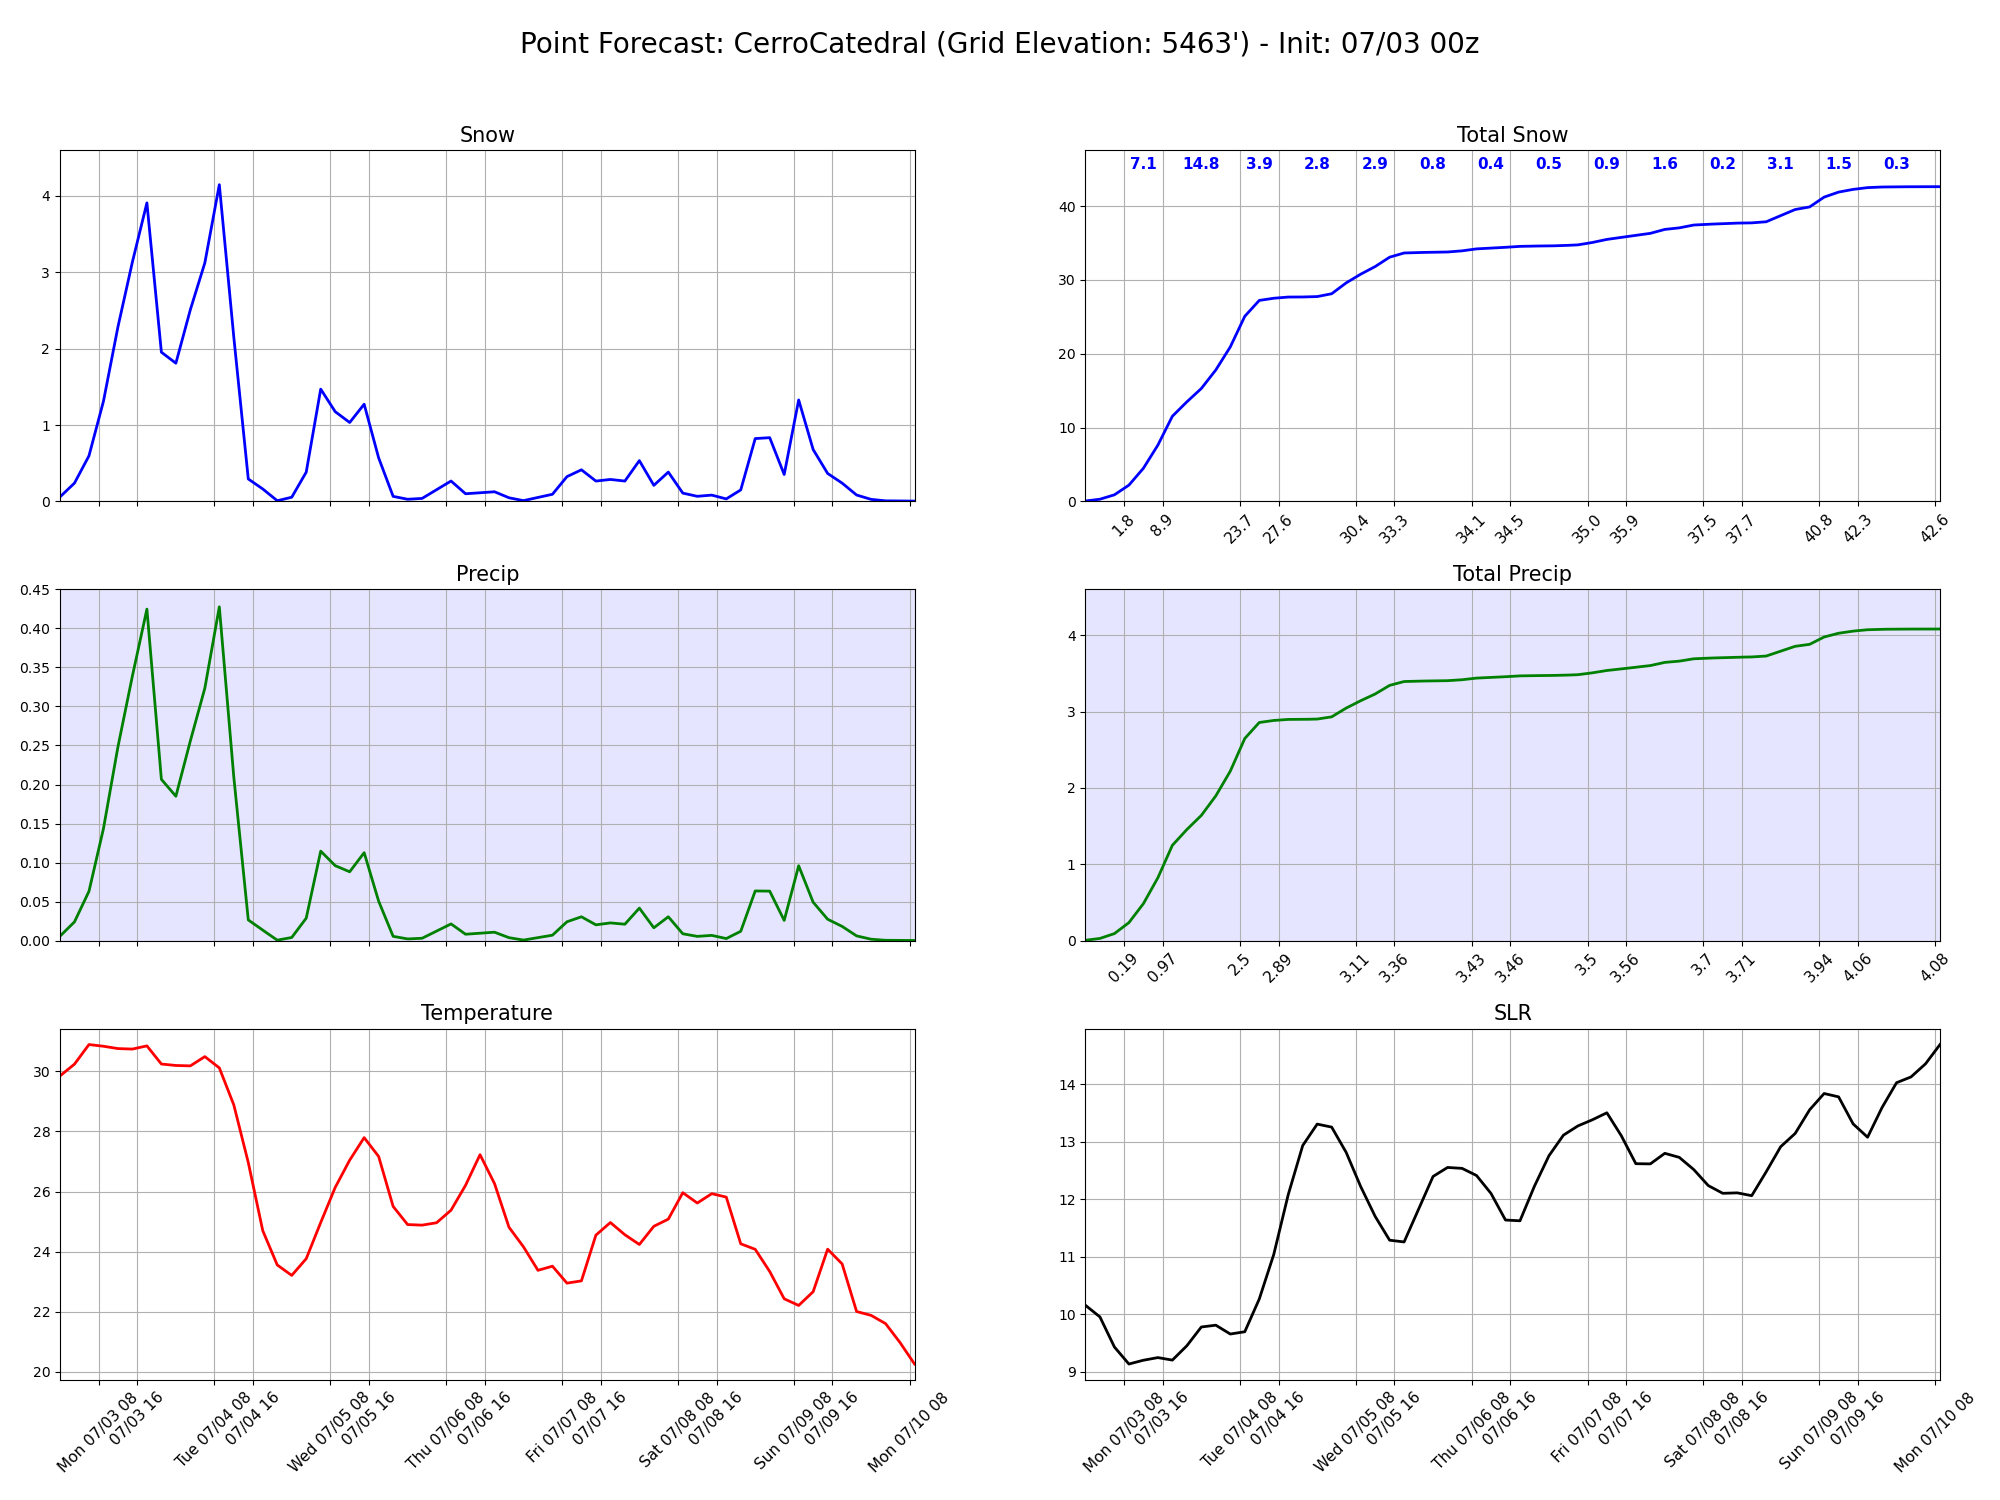 Point Forecast: CerroCatedral (Grid Elevation: 5463') - Init: 07/03 00z
Snow
4
3
2
1
0
Total Snow
7.1 14.8 3.9 2.8 2.9 0.8 0.4 0.5 0.9 1.6 0.2 3.1 1.5 0.3
40
30
20
10
0
1.8 8.9 23.7 27.6 30.4 33.3 34.1 34.5 35.0 35.9 37.5 37.7 40.8 42.3 42.6
Precip
0.45
0.40
0.35
0.30
0.25
0.20
0.15
0.10
0.05
0.00
Total Precip
4
3
2
1
0
0.19 0.97 2.5 2.89 3.11 3.36 3.43 3.46 3.5 3.56 3.7 3.71 3.94 4.06 4.08
Temperature
30
28
26
24
22
20
Mon 07/03 08
07/03 16
Tue 07/04 08
07/04 16
Wed 07/05 08
07/05 16
Thu 07/06 08
07/06 16
Fri 07/07 08
07/07 16
Sat 07/08 08
07/08 16
Sun 07/09 08
07/09 16
Mon 07/10 08
SLR
14
13
12
11
10
9
Mon 07/03 08
07/03 16
Tue 07/04 08
07/04 16
Wed 07/05 08
07/05 16
Thu 07/06 08
07/06 16
Fri 07/07 08
07/07 16
Sat 07/08 08
07/08 16
Sun 07/09 08
07/09 16
Mon 07/10 08